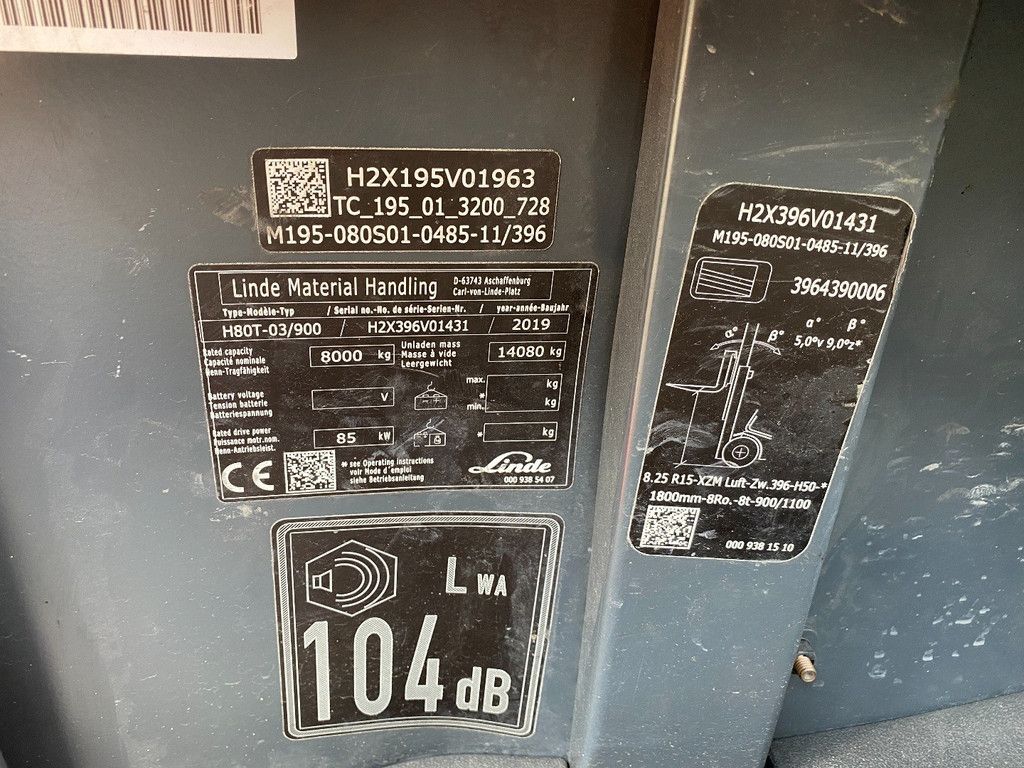 H2X195V01963
TC_195_01_3200_728
M195-080S01-0485-11/396
Linde Material Handling
D-63743 Aschaffenburg
Carl-von-Linde-Platz
Type-Modèle-Typ / Serial no.-No. de série-Serien-Nr. / year-année-Baujahr
H80T-03/900 / H2X396V01431 / 2019
Rated capacity
Capacité nominale
Nenn-Tragfähigkeit
8000 kg
Unladen mass
Masse à vide
Leergewicht
14080 kg
Battery voltage
Tension batterie
Batteriespannung
V
max.
*
min.
kg
kg
Rated drive power
Puissance motr.nom.
Nenn-Antriebsleist.
85 kW
* kg
CE
* see Operating instructions
voir Mode d'emploi
siehe Betriebsanleitung
Linde
000 938 54 07
LWA
104 dB
H2X396V01431
M195-080S01-0485-11/396
3964390006
α° β°
5,0°v 9,0°z*
α° β°
8.25 R15-XZM Luft-Zw.396-H50-*
1800mm-8Ro.-8t-900/1100
000 938 15 10